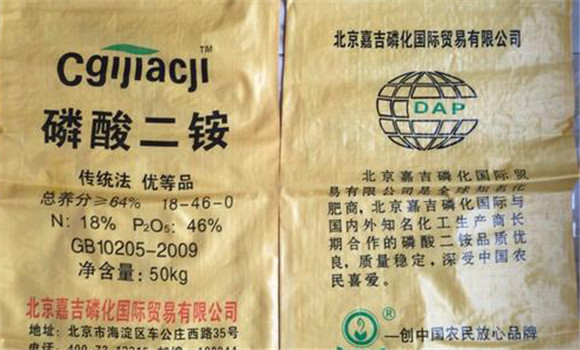 Cgijiacji™
磷酸二铵
传统法 优等品
总养分≥64% 18-46-0
N: 18% P₂O₅: 46%
GB10205-2009
净含量: 50kg
北京嘉吉磷化国际贸易有限公司
地址: 北京市海淀区车公庄西路35号
北京嘉吉磷化国际贸易有限公司
DAP
北京嘉吉磷化国际贸
易有限公司是全球知名化
肥商, 北京嘉吉磷化国际与
国内外知名化工生产商长
期合作的磷酸二铵品质优
良, 质量稳定, 深受中国农
民喜爱。
®
—创中国农民放心品牌